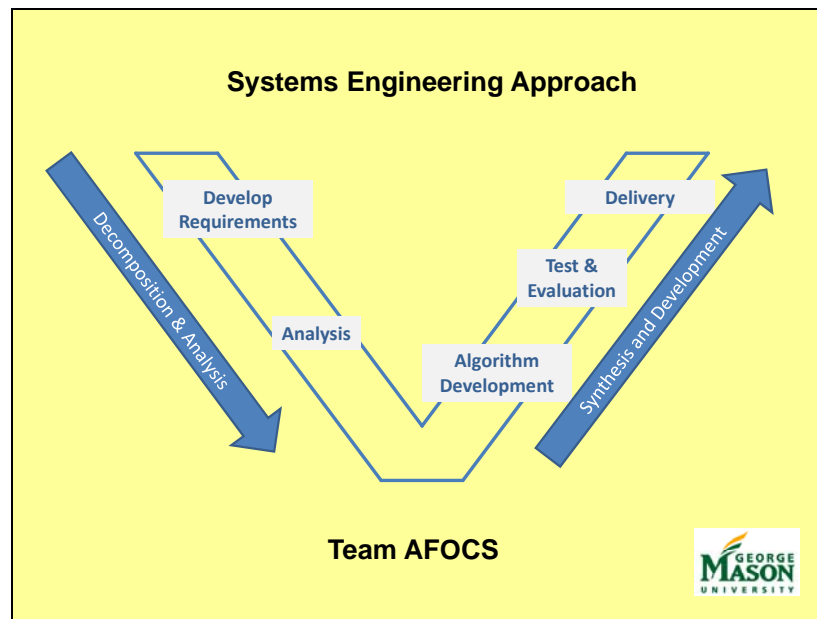 Systems Engineering Approach
Decomposition & Analysis
Develop
Requirements
Analysis
Algorithm
Development
Test &
Evaluation
Delivery
Synthesis and Development
Team AFOCS
GEORGE
MASON
UNIVERSITY